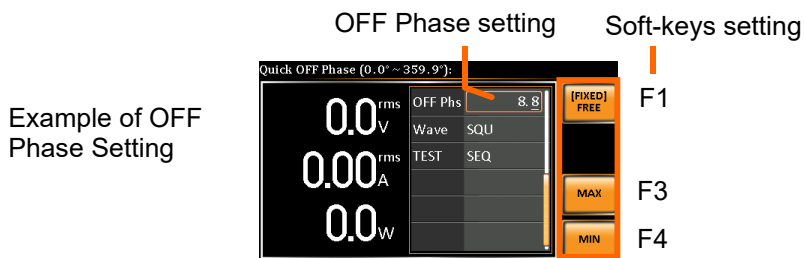 OFF Phase setting
Soft-keys setting
Quick OFF Phase (0.0° ~ 359.9°):
Example of OFF
Phase Setting
0.0 rms V
0.00 rms A
0.0 W
OFF Phs 8.8
Wave SQU
TEST SEQ
[FIXED]
FREE
F1
MAX
F3
MIN
F4